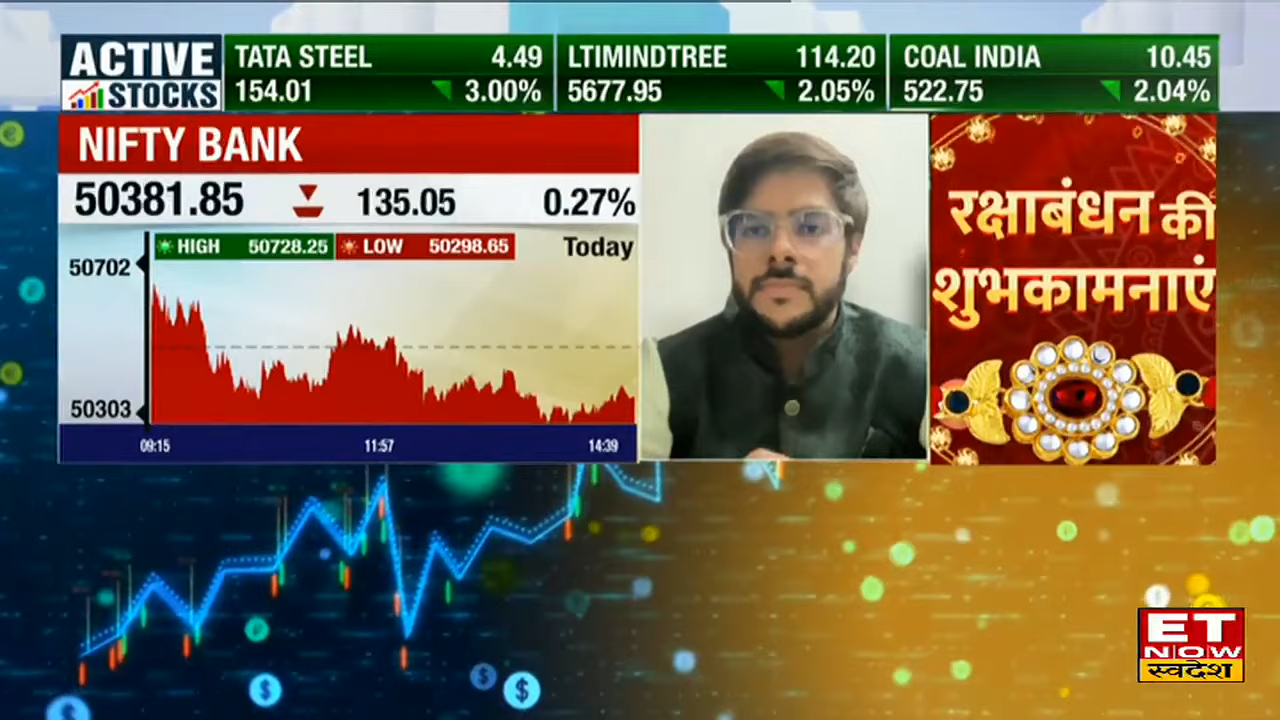 ACTIVE
STOCKS
TATA STEEL 4.49
154.01 3.00%
LTIMINDTREE 114.20
5677.95 2.05%
COAL INDIA 10.45
522.75 2.04%
NIFTY BANK
50381.85 135.05 0.27%
HIGH 50728.25 LOW 50298.65 Today
50702
50303
09:15 11:57 14:39
रक्षाबंधन की
शुभकामनाएं
$ $ $ $
ET
NOW
स्वदेश